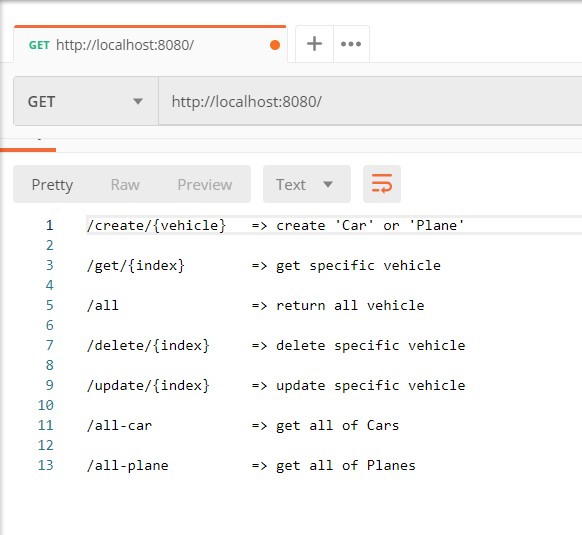 GET http://localhost:8080/
GET http://localhost:8080/
Pretty Raw Preview Text
1 /create/{vehicle} => create 'Car' or 'Plane'
2
3 /get/{index} => get specific vehicle
4
5 /all => return all vehicle
6
7 /delete/{index} => delete specific vehicle
8
9 /update/{index} => update specific vehicle
10
11 /all-car => get all of Cars
12
13 /all-plane => get all of Planes